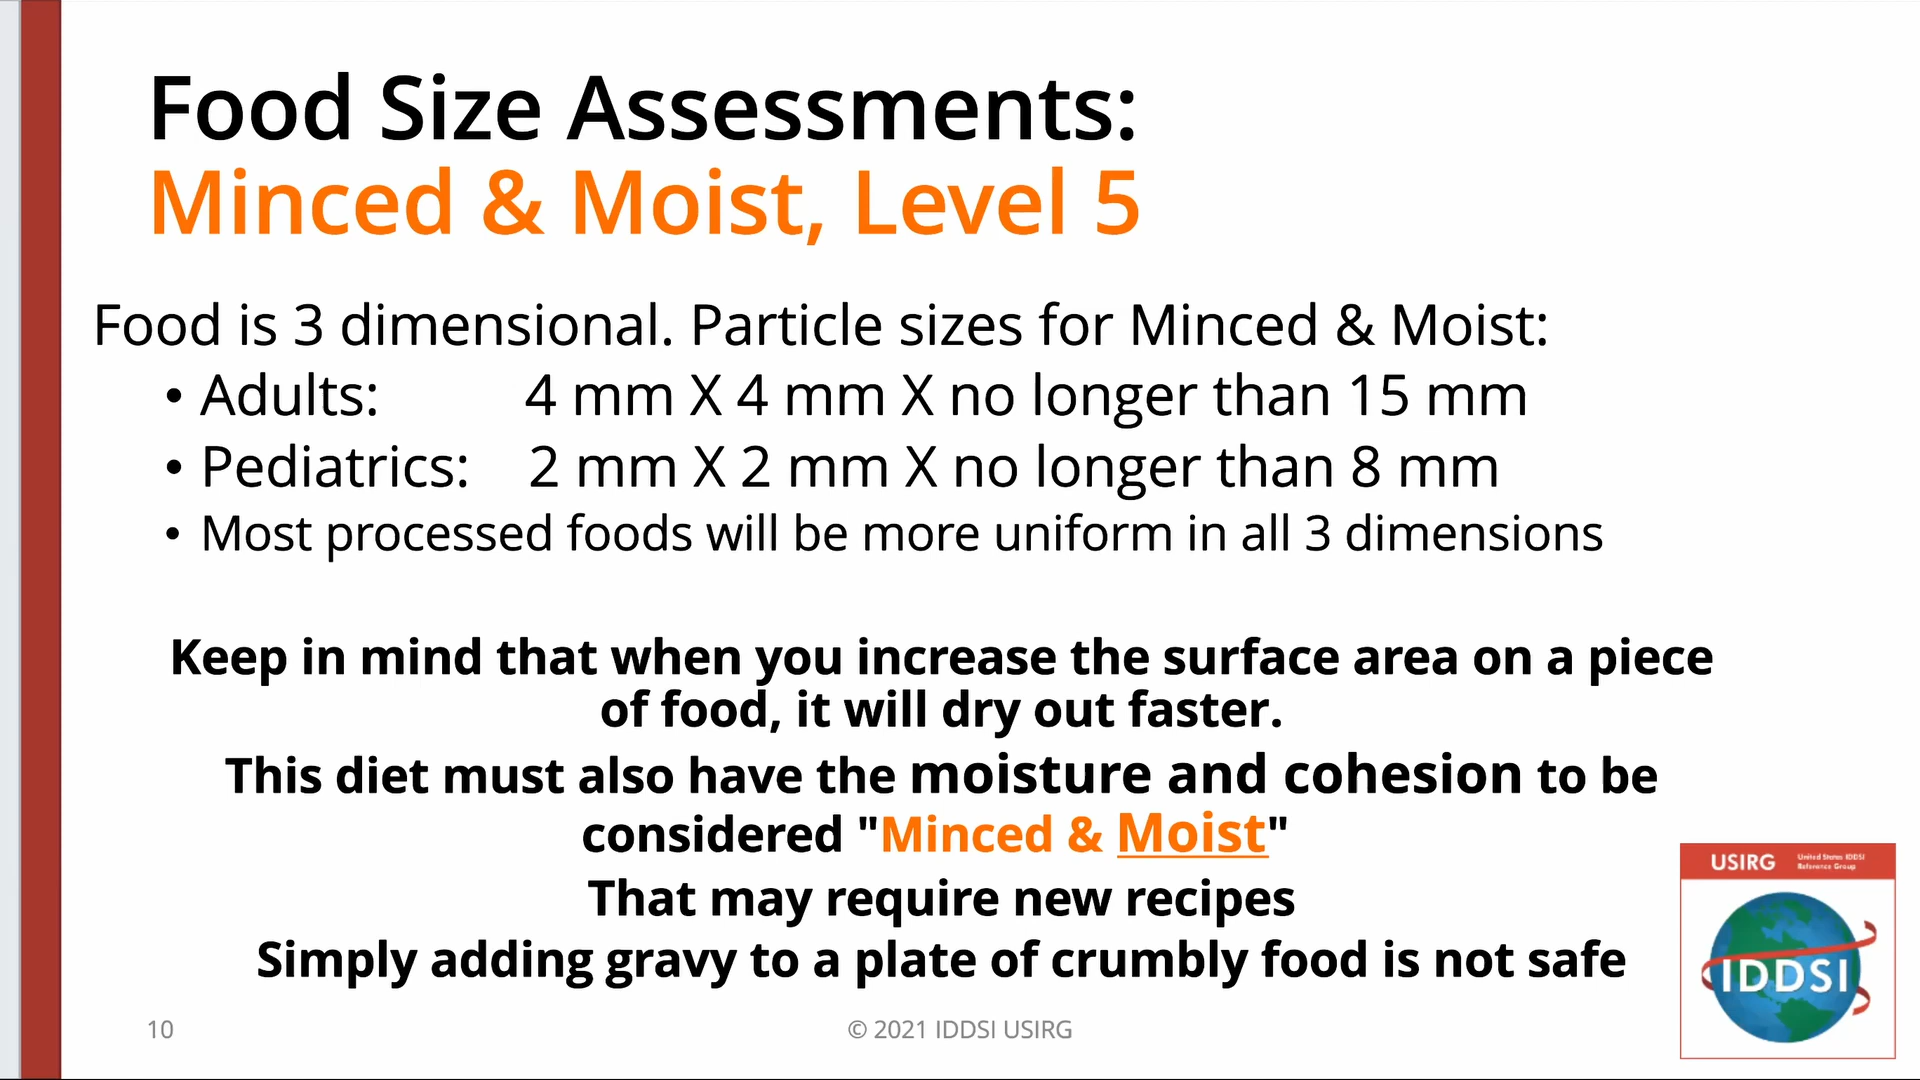 Food Size Assessments:
Minced & Moist, Level 5
Food is 3 dimensional. Particle sizes for Minced & Moist:
• Adults: 4 mm X 4 mm X no longer than 15 mm
• Pediatrics: 2 mm X 2 mm X no longer than 8 mm
• Most processed foods will be more uniform in all 3 dimensions
Keep in mind that when you increase the surface area on a piece
of food, it will dry out faster.
This diet must also have the moisture and cohesion to be
considered "Minced & Moist"
That may require new recipes
Simply adding gravy to a plate of crumbly food is not safe
USIRG United States IDDSI
Reference Group
IDDSI
10 © 2021 IDDSI USIRG